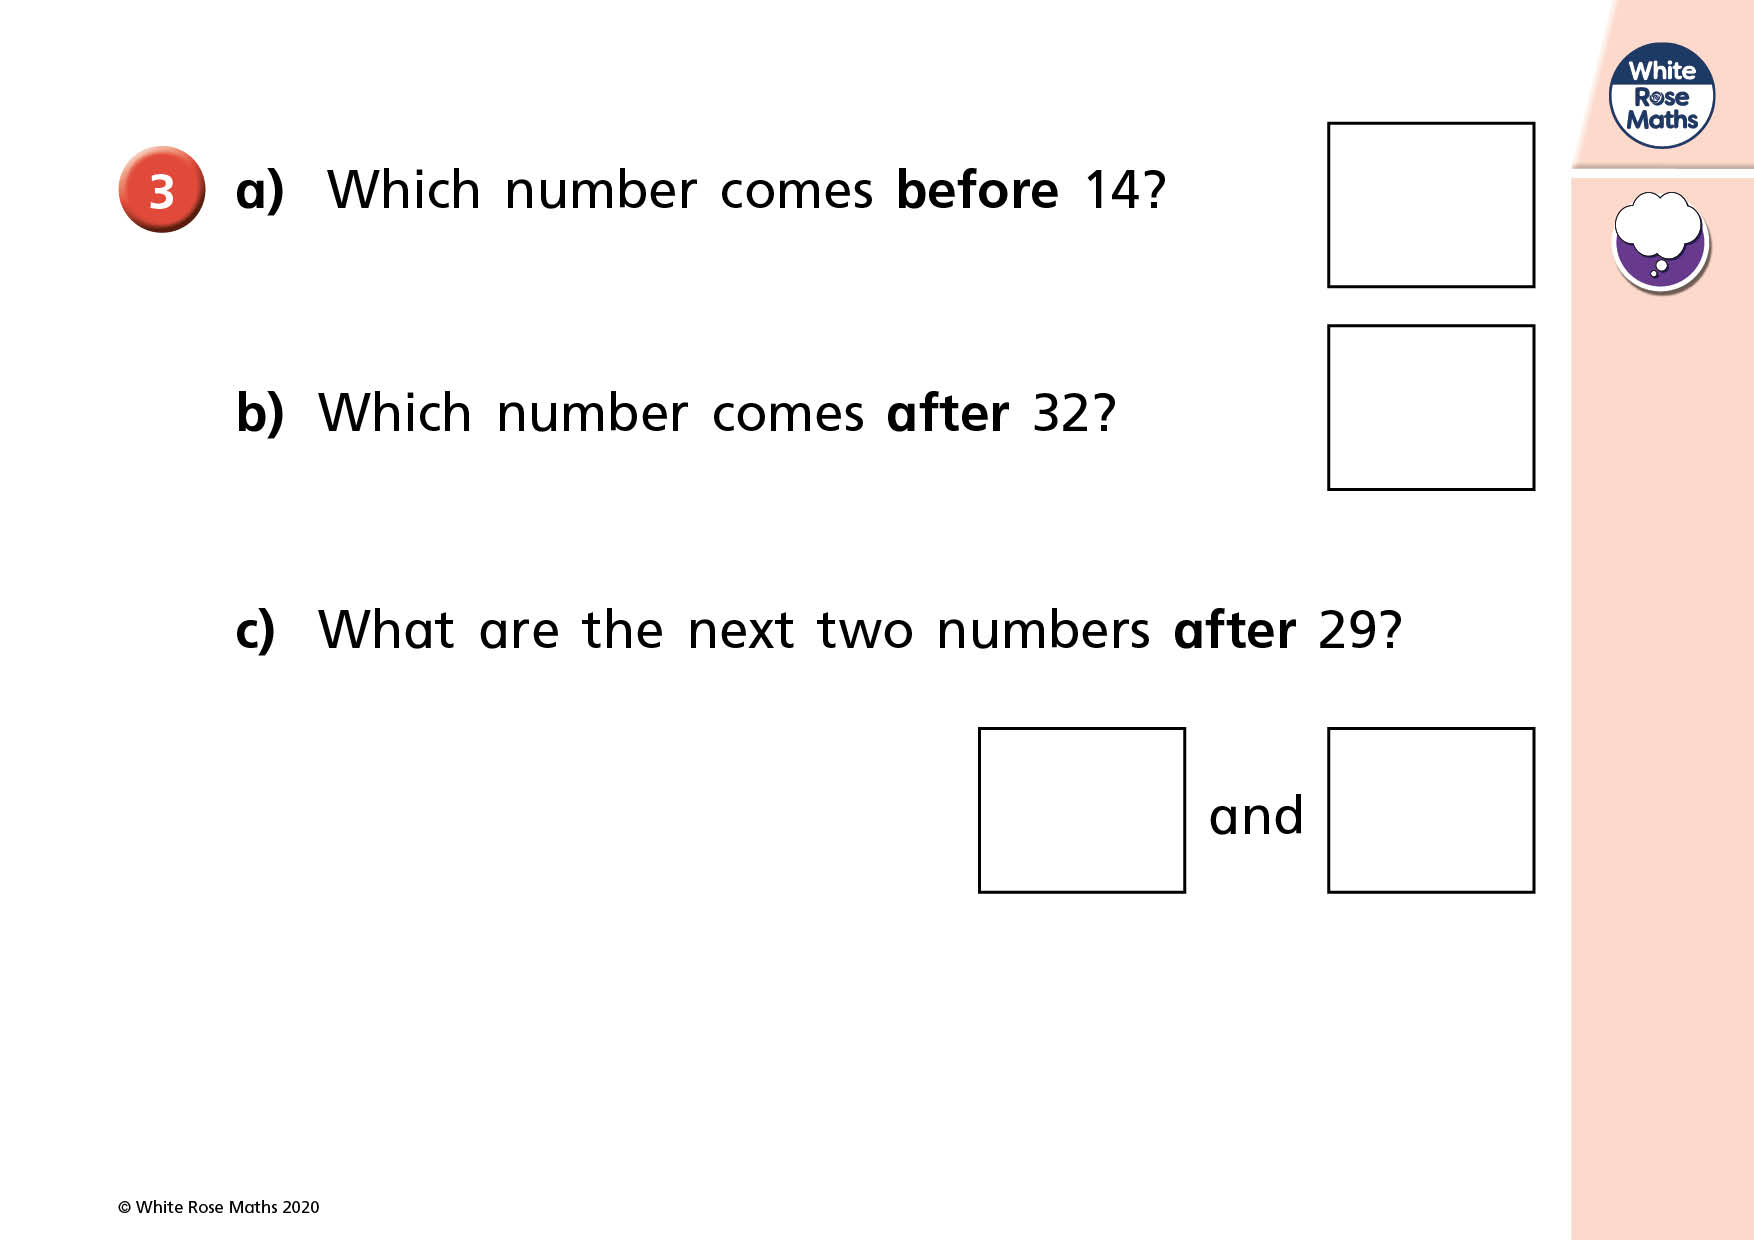 White
Rose
Maths
3 a) Which number comes before 14?
b) Which number comes after 32?
c) What are the next two numbers after 29?
and
© White Rose Maths 2020